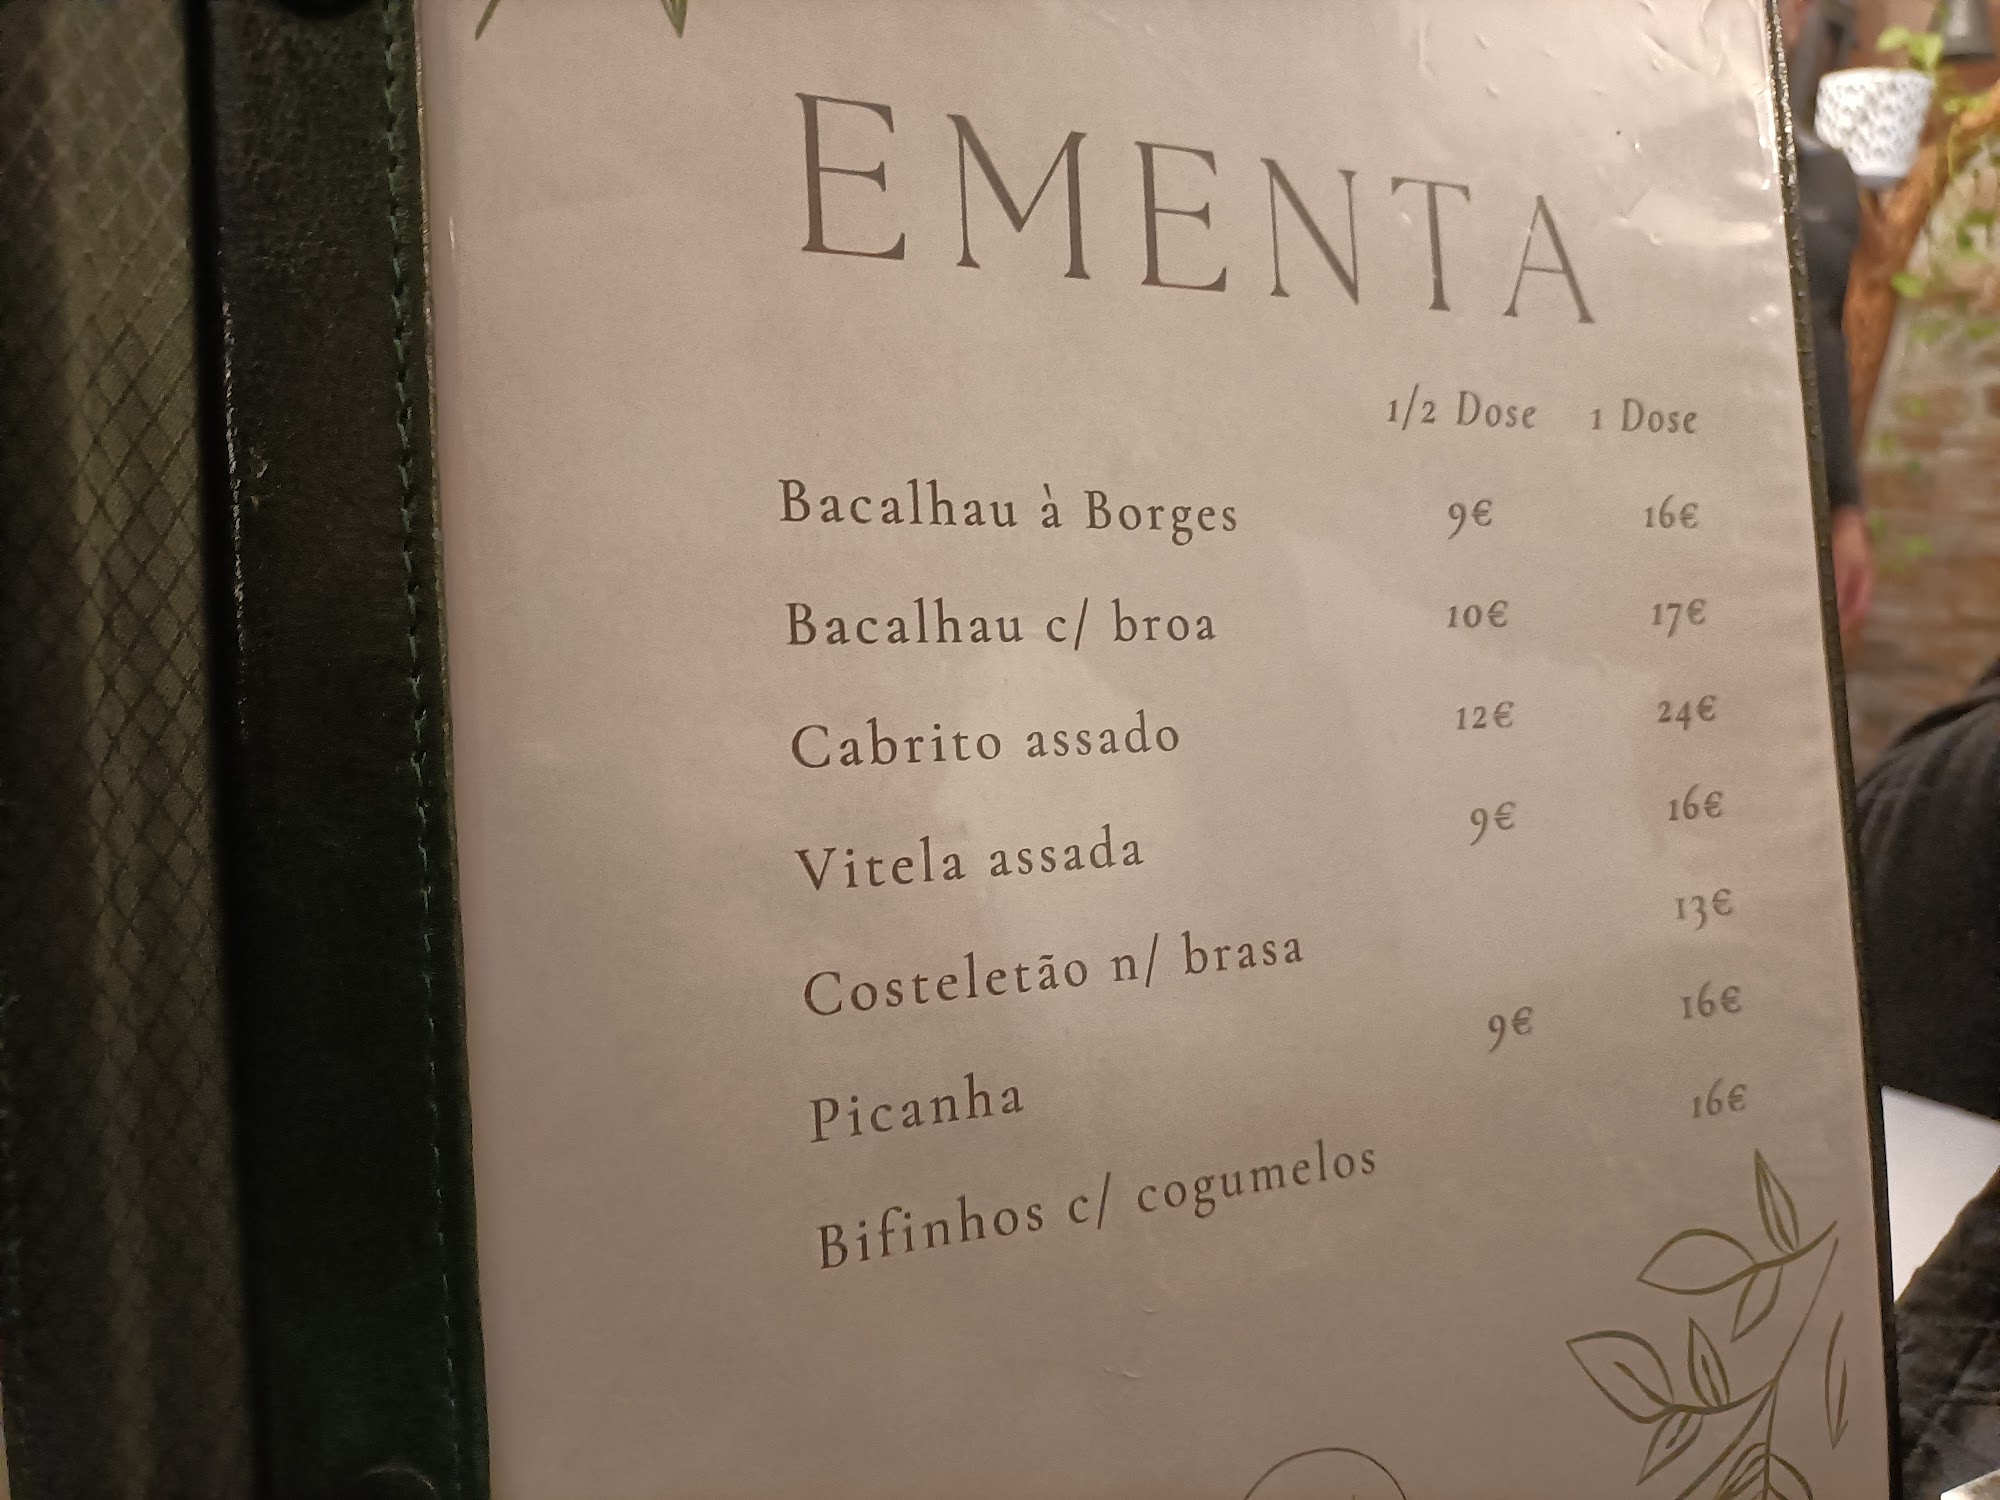 EMENTA
1/2 Dose 1 Dose
Bacalhau à Borges 9€ 16€
Bacalhau c/ broa 10€ 17€
Cabrito assado 12€ 24€
Vitela assada 9€ 16€
Costeletão n/ brasa 13€
Picanha 9€ 16€
Bifinhos c/ cogumelos 16€